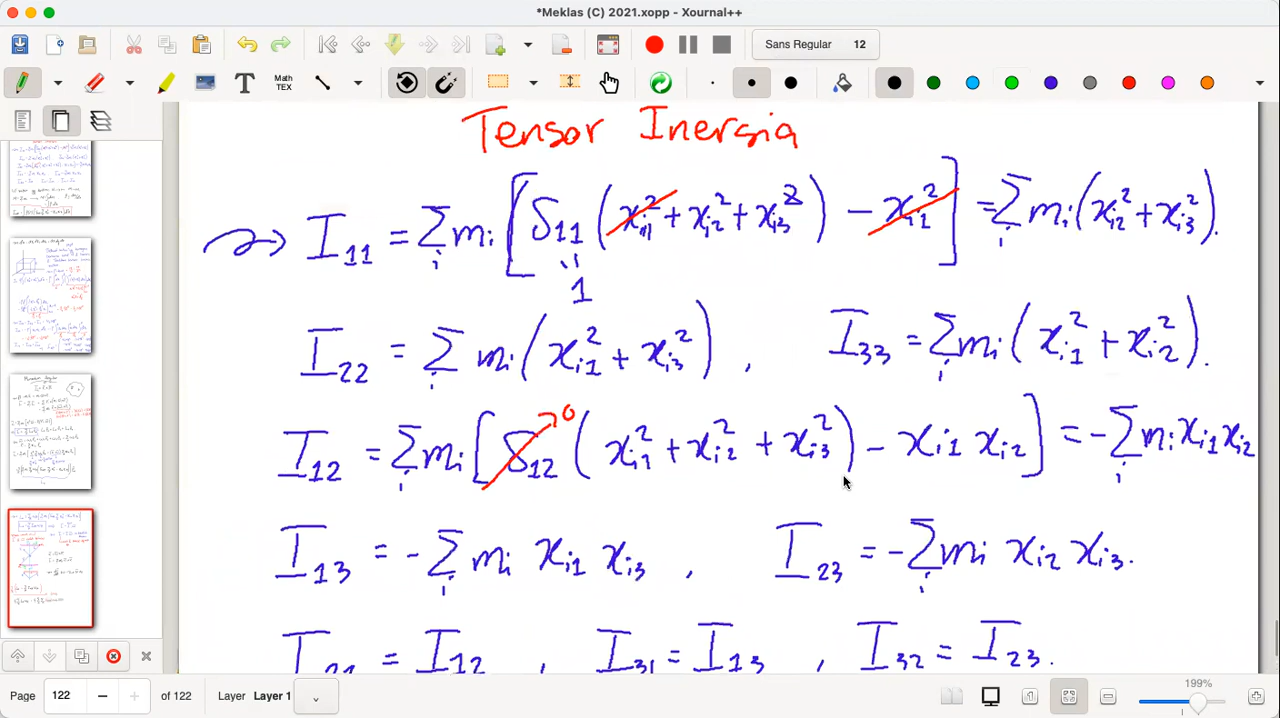 *Meklas (C) 2021.xopp - Xournal++
Sans Regular 12
Math TEX
Tensor Inersia
I₁₁ = Σᵢ mᵢ [δ₁₁ (xᵢ₁² + xᵢ₂² + xᵢ₃²) − xᵢ₁²] = Σᵢ mᵢ (xᵢ₂² + xᵢ₃²).
1
I₂₂ = Σᵢ mᵢ (xᵢ₁² + xᵢ₃²) , I₃₃ = Σᵢ mᵢ (xᵢ₁² + xᵢ₂²).
I₁₂ = Σᵢ mᵢ [δ₁₂ → 0 (xᵢ₁² + xᵢ₂² + xᵢ₃²) − xᵢ₁ xᵢ₂] = −Σᵢ mᵢ xᵢ₁ xᵢ₂
I₁₃ = −Σᵢ mᵢ xᵢ₁ xᵢ₃ , I₂₃ = −Σᵢ mᵢ xᵢ₂ xᵢ₃.
I₂₁ = I₁₂ , I₃₁ = I₁₃ , I₃₂ = I₂₃.
Page 122 of 122 Layer Layer 1 199%